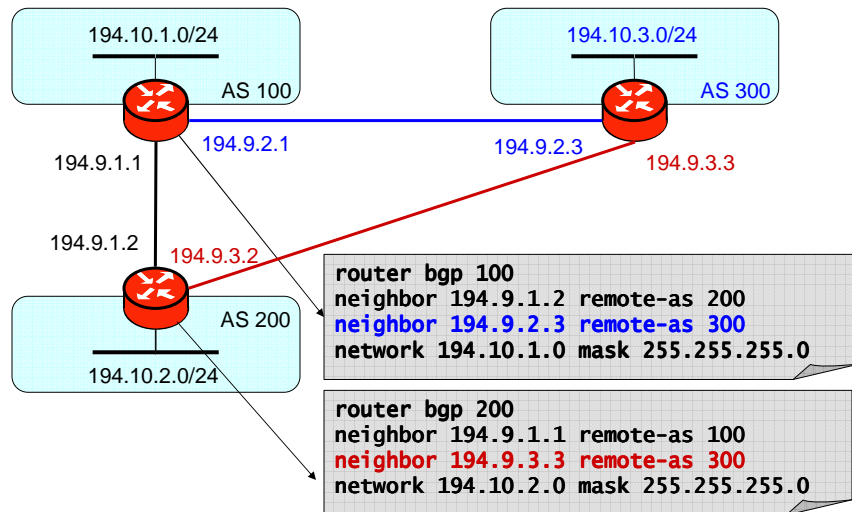 194.10.1.0/24
194.10.3.0/24
AS 100
AS 300
194.9.2.1
194.9.2.3
194.9.1.1
194.9.3.3
194.9.1.2
194.9.3.2
AS 200
194.10.2.0/24
router bgp 100
neighbor 194.9.1.2 remote-as 200
neighbor 194.9.2.3 remote-as 300
network 194.10.1.0 mask 255.255.255.0
router bgp 200
neighbor 194.9.1.1 remote-as 100
neighbor 194.9.3.3 remote-as 300
network 194.10.2.0 mask 255.255.255.0